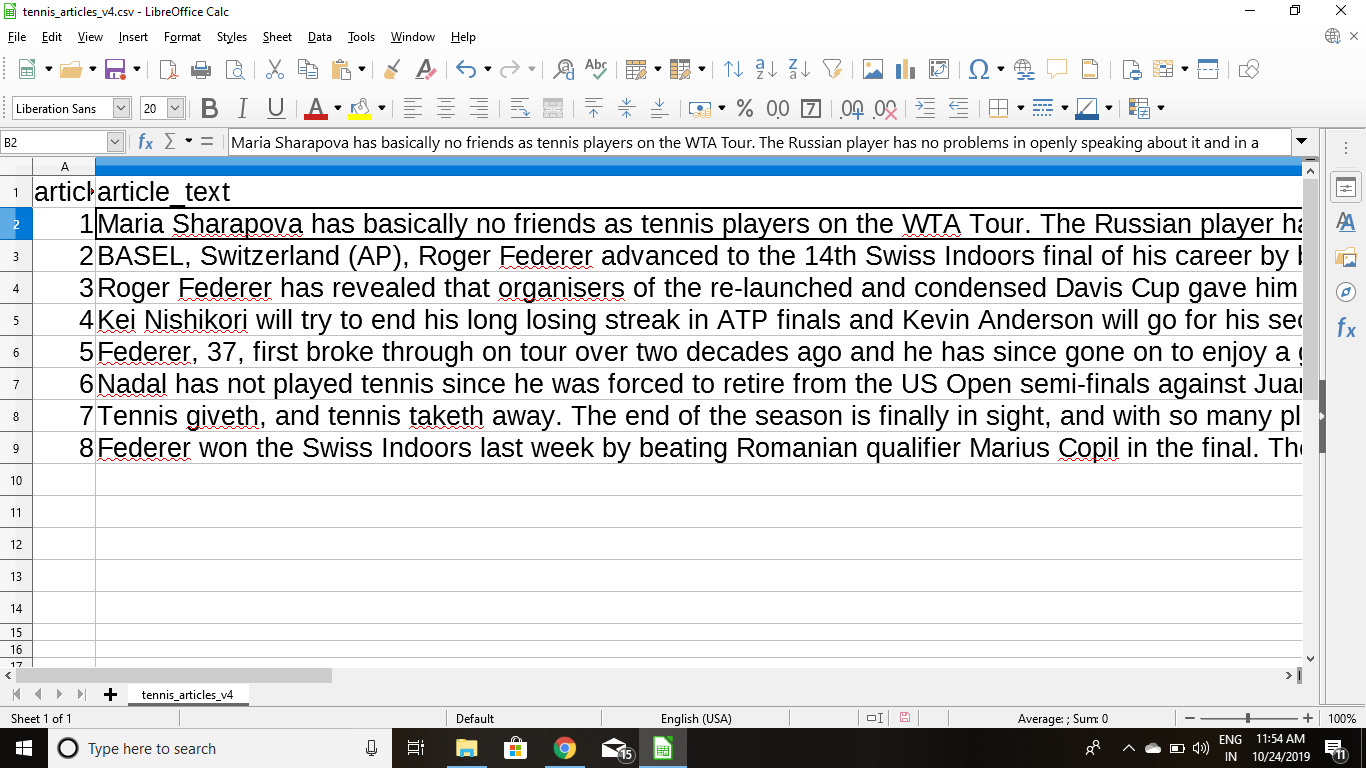 tennis_articles_v4.csv - LibreOffice Calc
File Edit View Insert Format Styles Sheet Data Tools Window Help
Liberation Sans 20
B2 Maria Sharapova has basically no friends as tennis players on the WTA Tour. The Russian player has no problems in openly speaking about it and in a
A
1 articl article_text
2 1 Maria Sharapova has basically no friends as tennis players on the WTA Tour. The Russian player ha
3 2 BASEL, Switzerland (AP), Roger Federer advanced to the 14th Swiss Indoors final of his career by b
4 3 Roger Federer has revealed that organisers of the re-launched and condensed Davis Cup gave him
5 4 Kei Nishikori will try to end his long losing streak in ATP finals and Kevin Anderson will go for his sec
6 5 Federer, 37, first broke through on tour over two decades ago and he has since gone on to enjoy a g
7 6 Nadal has not played tennis since he was forced to retire from the US Open semi-finals against Juan
8 7 Tennis giveth, and tennis taketh away. The end of the season is finally in sight, and with so many pl
9 8 Federer won the Swiss Indoors last week by beating Romanian qualifier Marius Copil in the final. The
10
11
12
13
14
15
16
17
tennis_articles_v4
Sheet 1 of 1 Default English (USA) Average: ; Sum: 0 100%
Type here to search 15 ENG 11:54 AM
IN 10/24/2019 11